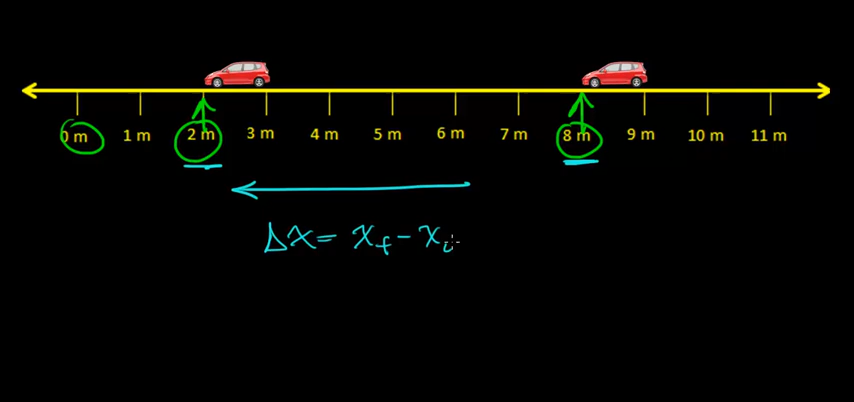 0 m 1 m 2 m 3 m 4 m 5 m 6 m 7 m 8 m 9 m 10 m 11 m
Δx = x_f - x_i